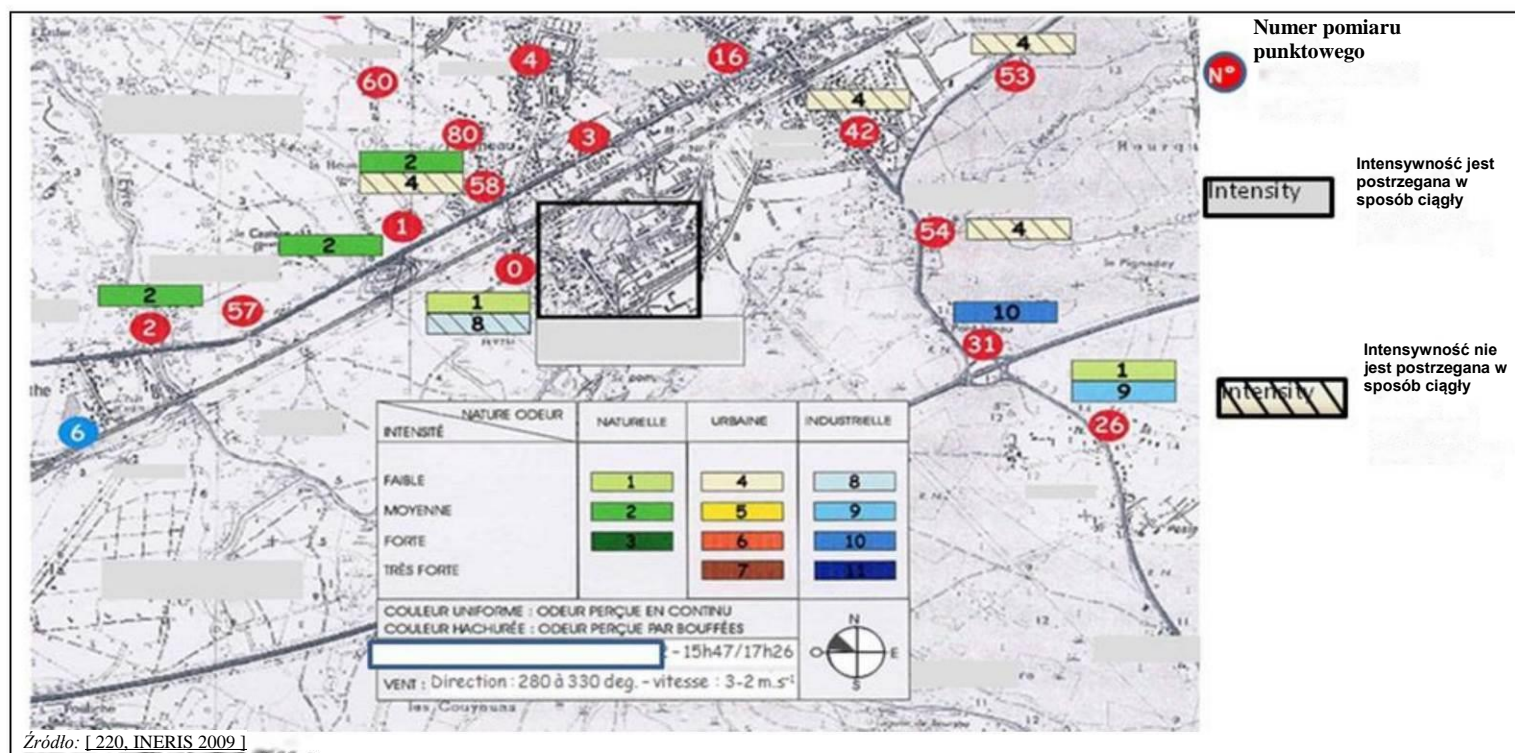 Numer pomiaru
punktowego
N°
Intensity
Intensywność jest
postrzegana w
sposób ciągły
Intensity
Intensywność nie
jest postrzegana w
sposób ciągły
4
16
4
53
60
4
42
80
3
2
4
58
1
2
54
4
0
2
57
2
1
8
10
31
1
9
26
6
NATURE ODEUR
INTENSITÉ
NATURELLE
URBAINE
INDUSTRIELLE
FAIBLE
1
4
8
MOYENNE
2
5
9
FORTE
3
6
10
TRÈS FORTE
7
11
COULEUR UNIFORME : ODEUR PERÇUE EN CONTINU
COULEUR HACHURÉE : ODEUR PERÇUE PAR BOUFFÉES
- 15h47/17h26
VENT : Direction : 280 à 330 deg. - vitesse : 3-2 m.s⁻¹
N
O
E
S
les Couyouns
Źródło: [ 220, INERIS 2009 ]